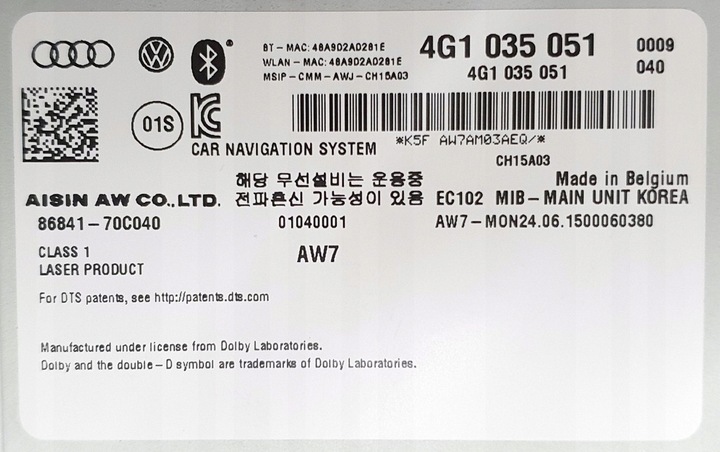 BT-MAC: 48A9D2AD281E
WLAN-MAC: 48A9D2AD281E
MSIP-CMM-AWJ-CH15A03
4G1 035 051 0009
4G1 035 051 040
01S
*K5F AW7AM03AEQ/*
CAR NAVIGATION SYSTEM
CH15A03
해당 무선설비는 운용중 Made in Belgium
AISIN AW CO.,LTD. 전파혼신 가능성이 있음 EC102 MIB-MAIN UNIT KOREA
86841-70C040 01040001 AW7-MON24.06.1500060380
CLASS 1
LASER PRODUCT
AW7
For DTS patents, see http://patents.dts.com
Manufactured under license from Dolby Laboratories.
Dolby and the double-D symbol are trademarks of Dolby Laboratories.